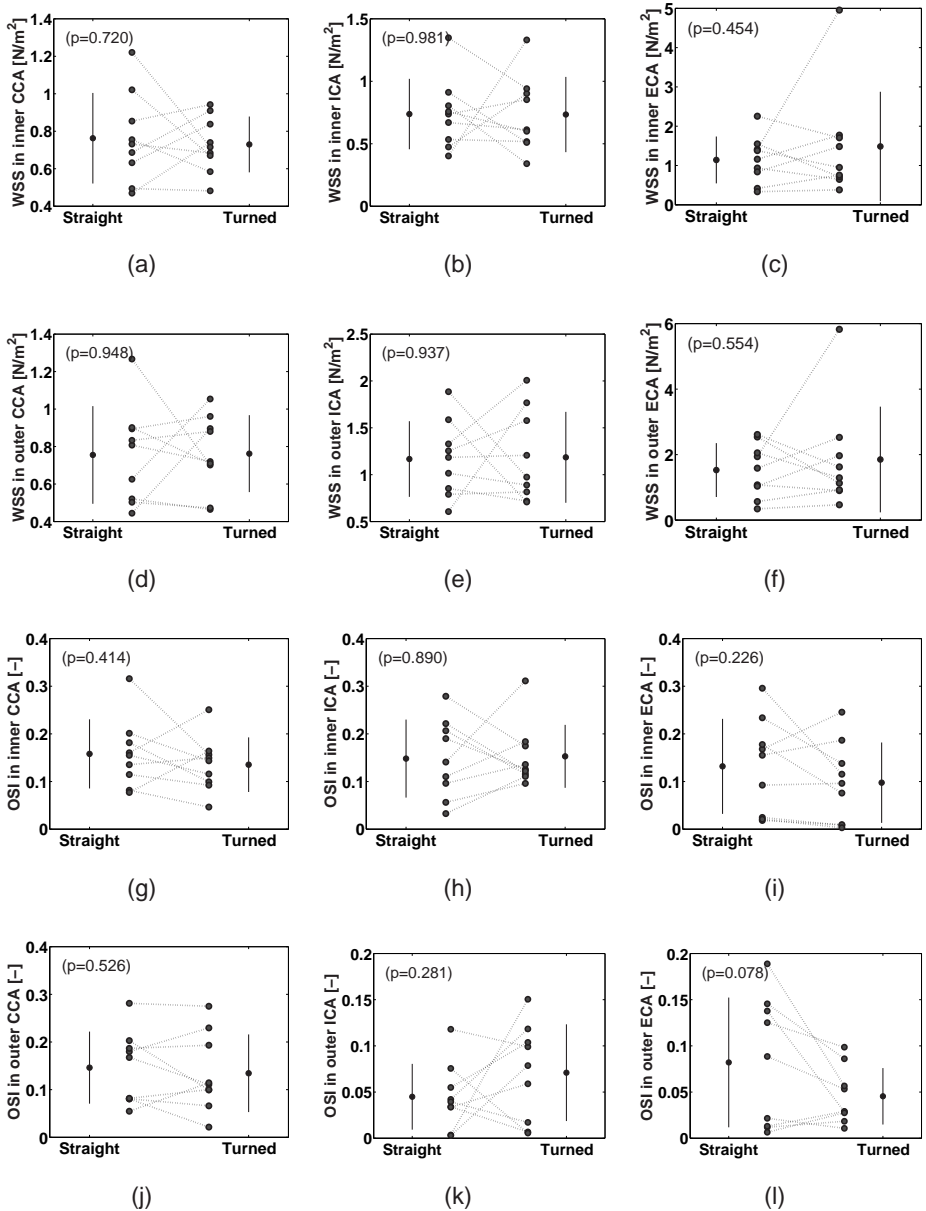 WSS in inner CCA [N/m²]
1.4
1.2
1
0.8
0.6
0.4
(p=0.720)
Straight Turned
(a)
WSS in inner ICA [N/m²]
1.5
1
0.5
0
(p=0.981)
Straight Turned
(b)
WSS in inner ECA [N/m²]
5
4
3
2
1
0
(p=0.454)
Straight Turned
(c)
WSS in outer CCA [N/m²]
1.4
1.2
1
0.8
0.6
0.4
(p=0.948)
Straight Turned
(d)
WSS in outer ICA [N/m²]
2.5
2
1.5
1
0.5
(p=0.937)
Straight Turned
(e)
WSS in outer ECA [N/m²]
6
4
2
0
(p=0.554)
Straight Turned
(f)
OSI in inner CCA [−]
0.4
0.3
0.2
0.1
0
(p=0.414)
Straight Turned
(g)
OSI in inner ICA [−]
0.4
0.3
0.2
0.1
0
(p=0.890)
Straight Turned
(h)
OSI in inner ECA [−]
0.4
0.3
0.2
0.1
0
(p=0.226)
Straight Turned
(i)
OSI in outer CCA [−]
0.4
0.3
0.2
0.1
0
(p=0.526)
Straight Turned
(j)
OSI in outer ICA [−]
0.2
0.15
0.1
0.05
0
(p=0.281)
Straight Turned
(k)
OSI in outer ECA [−]
0.2
0.15
0.1
0.05
0
(p=0.078)
Straight Turned
(l)